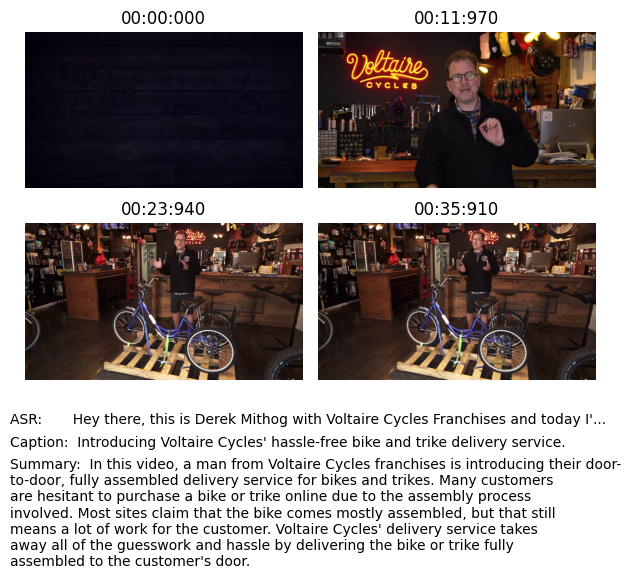 00:00:000
00:11:970
Voltaire
CYCLES
00:23:940
00:35:910
Voltaire
CYCLES
Voltaire
CYCLES
ASR: Hey there, this is Derek Mithog with Voltaire Cycles Franchises and today I'...
Caption: Introducing Voltaire Cycles' hassle-free bike and trike delivery service.
Summary: In this video, a man from Voltaire Cycles franchises is introducing their door-
to-door, fully assembled delivery service for bikes and trikes. Many customers
are hesitant to purchase a bike or trike online due to the assembly process
involved. Most sites claim that the bike comes mostly assembled, but that still
means a lot of work for the customer. Voltaire Cycles' delivery service takes
away all of the guesswork and hassle by delivering the bike or trike fully
assembled to the customer's door.